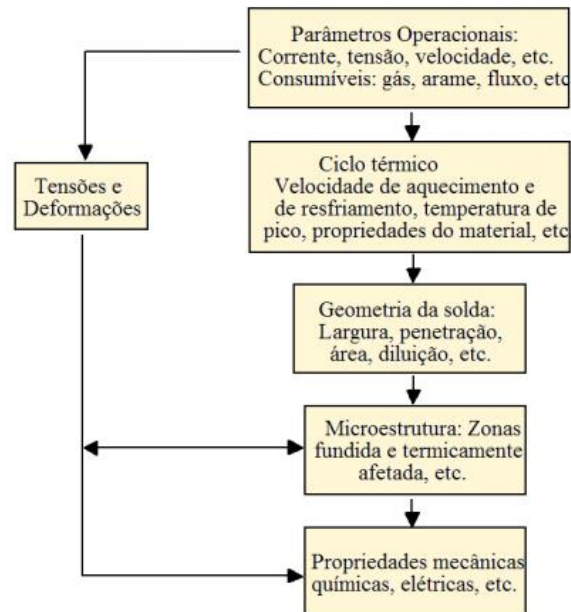 Parâmetros Operacionais:
Corrente, tensão, velocidade, etc.
Consumíveis: gás, arame, fluxo, etc
Ciclo térmico
Velocidade de aquecimento e
de resfriamento, temperatura de
pico, propriedades do material, etc
Tensões e
Deformações
Geometria da solda:
Largura, penetração,
área, diluição, etc.
Microestrutura: Zonas
fundida e termicamente
afetada, etc.
Propriedades mecânicas
químicas, elétricas, etc.